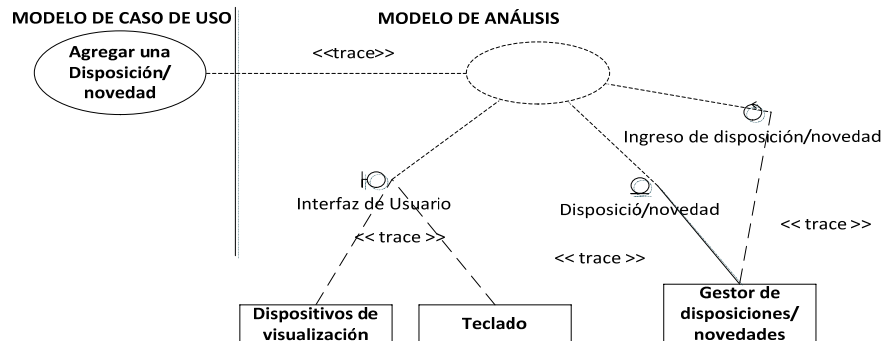 MODELO DE CASO DE USO
MODELO DE ANÁLISIS
Agregar una
Disposición/
novedad
<<trace>>
Ingreso de disposición/novedad
Interfaz de Usuario
Disposició/novedad
<< trace >>
<< trace >>
<< trace >>
Dispositivos de
visualización
Teclado
Gestor de
disposiciones/
novedades